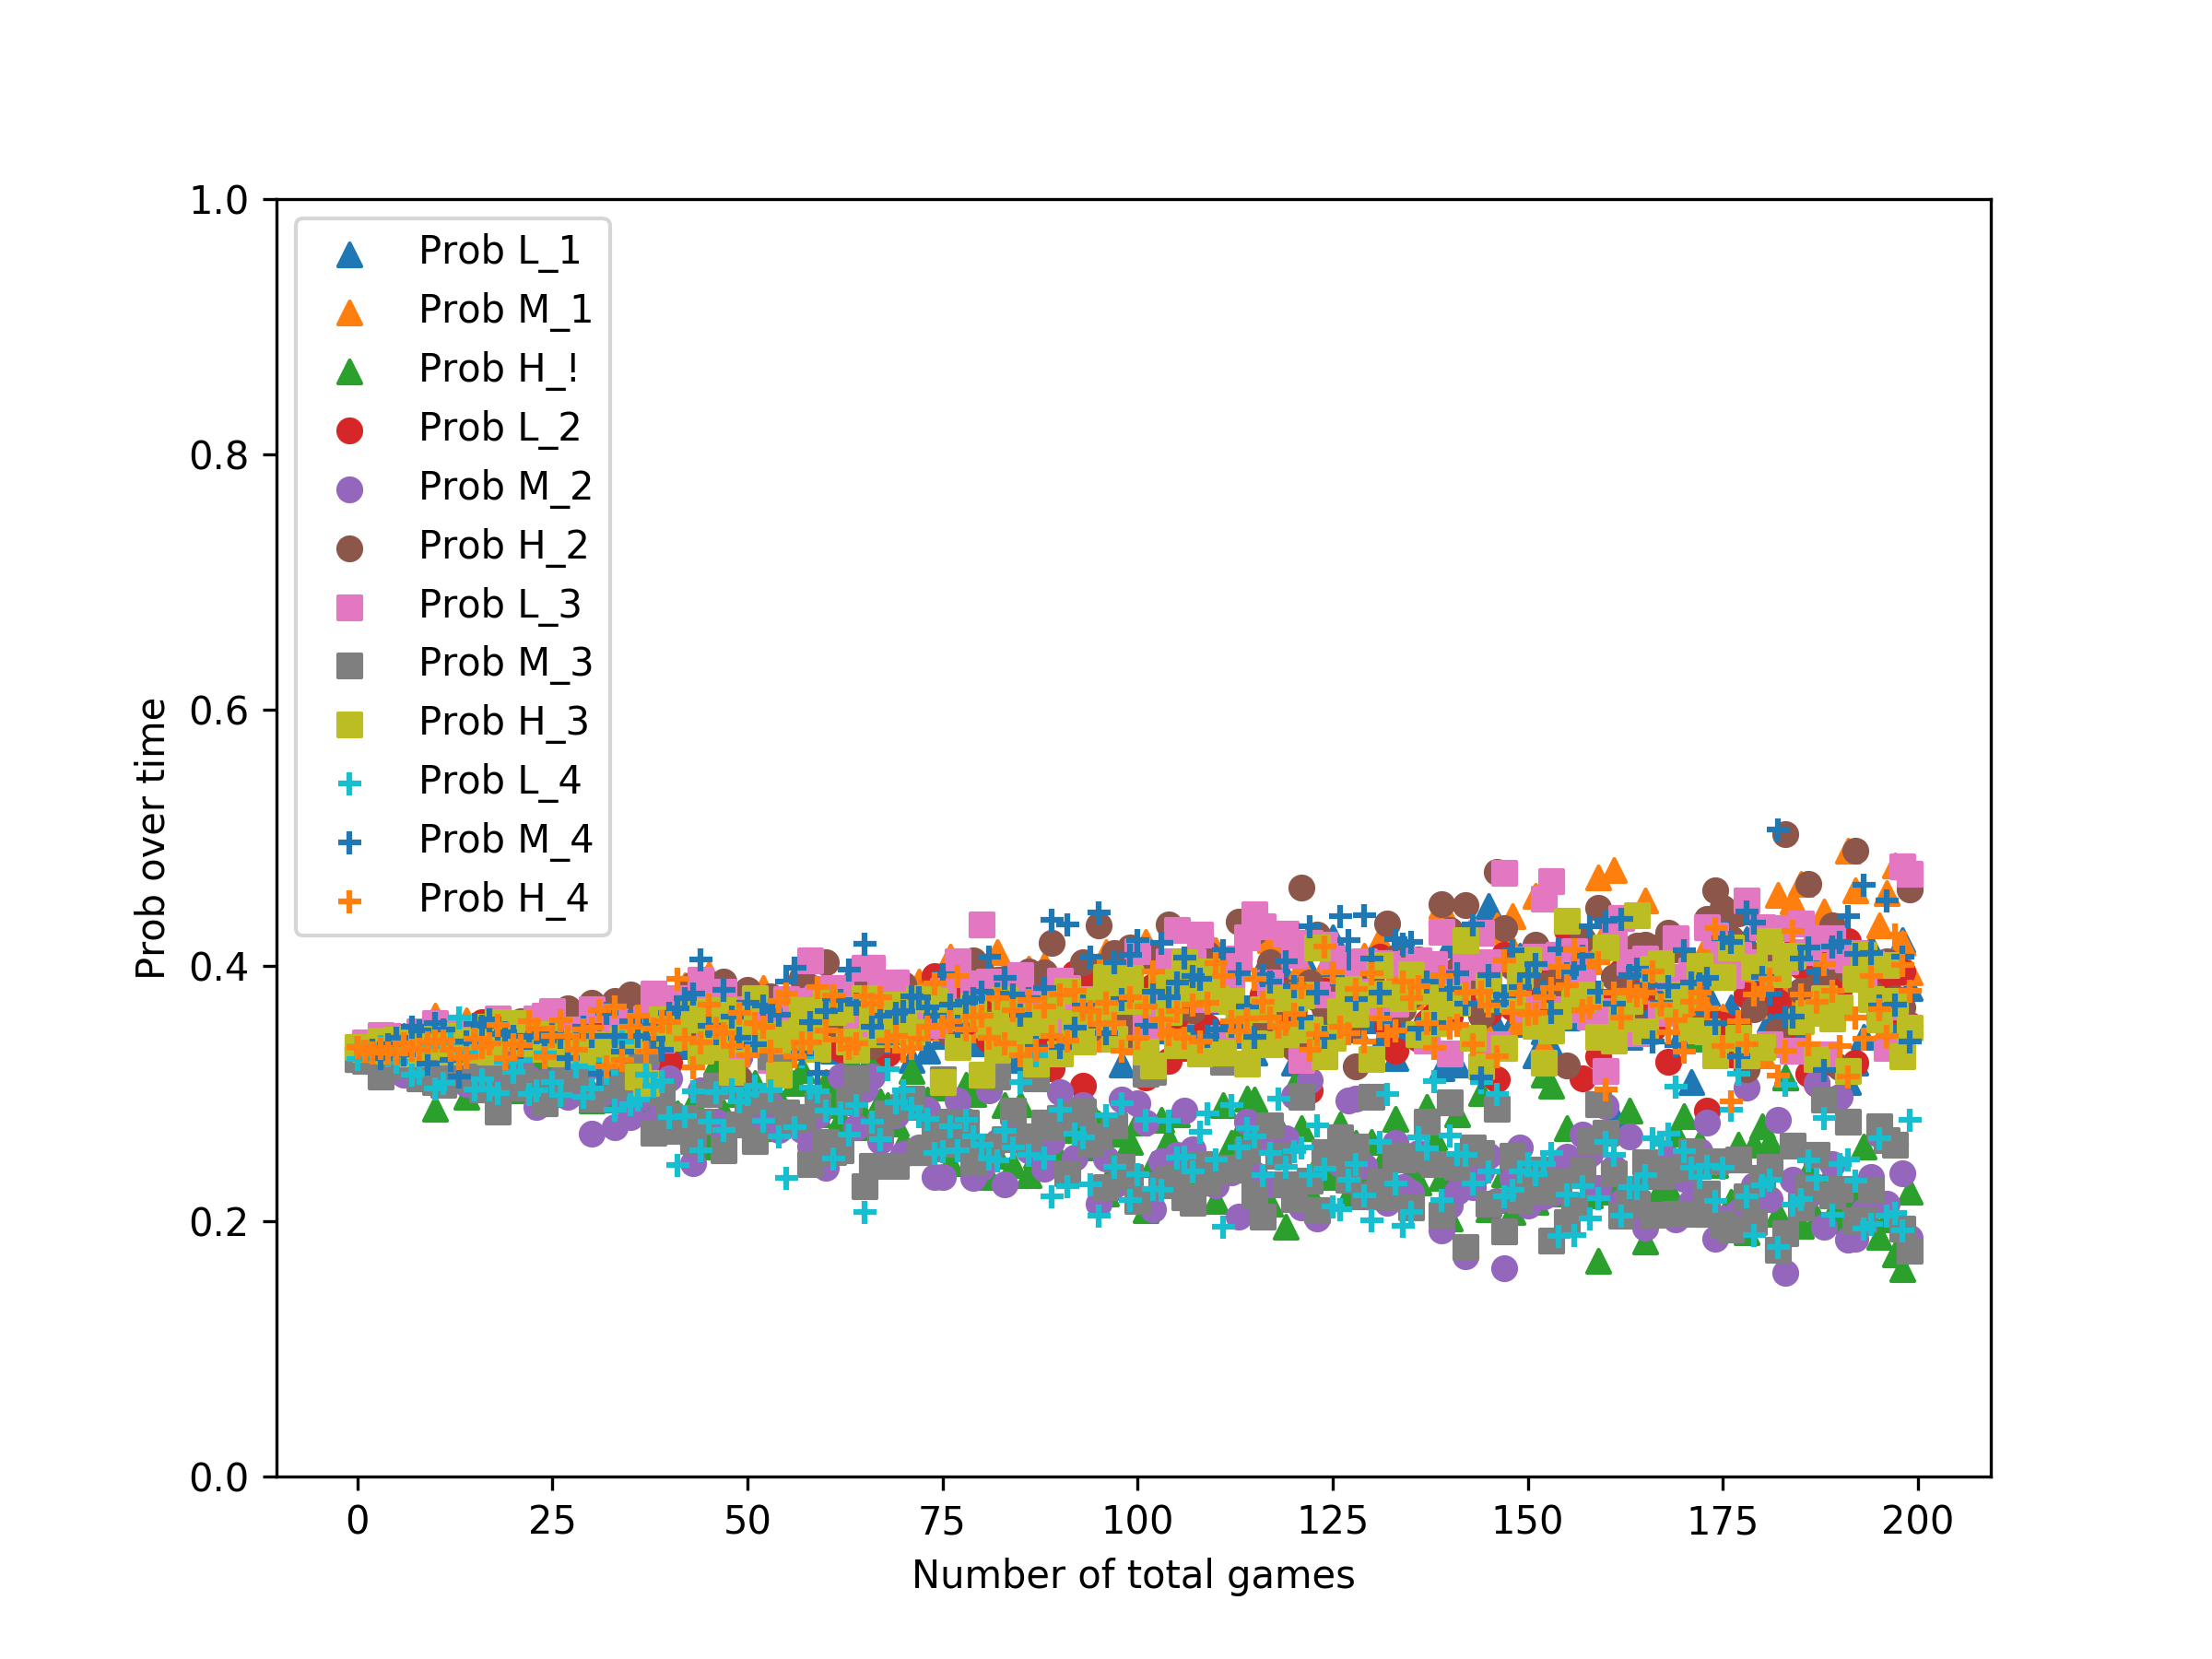 1.0
0.8
0.6
0.4
0.2
0.0
Prob over time
Prob L_1
Prob M_1
Prob H_!
Prob L_2
Prob M_2
Prob H_2
Prob L_3
Prob M_3
Prob H_3
Prob L_4
Prob M_4
Prob H_4
0 25 50 75 100 125 150 175 200
Number of total games